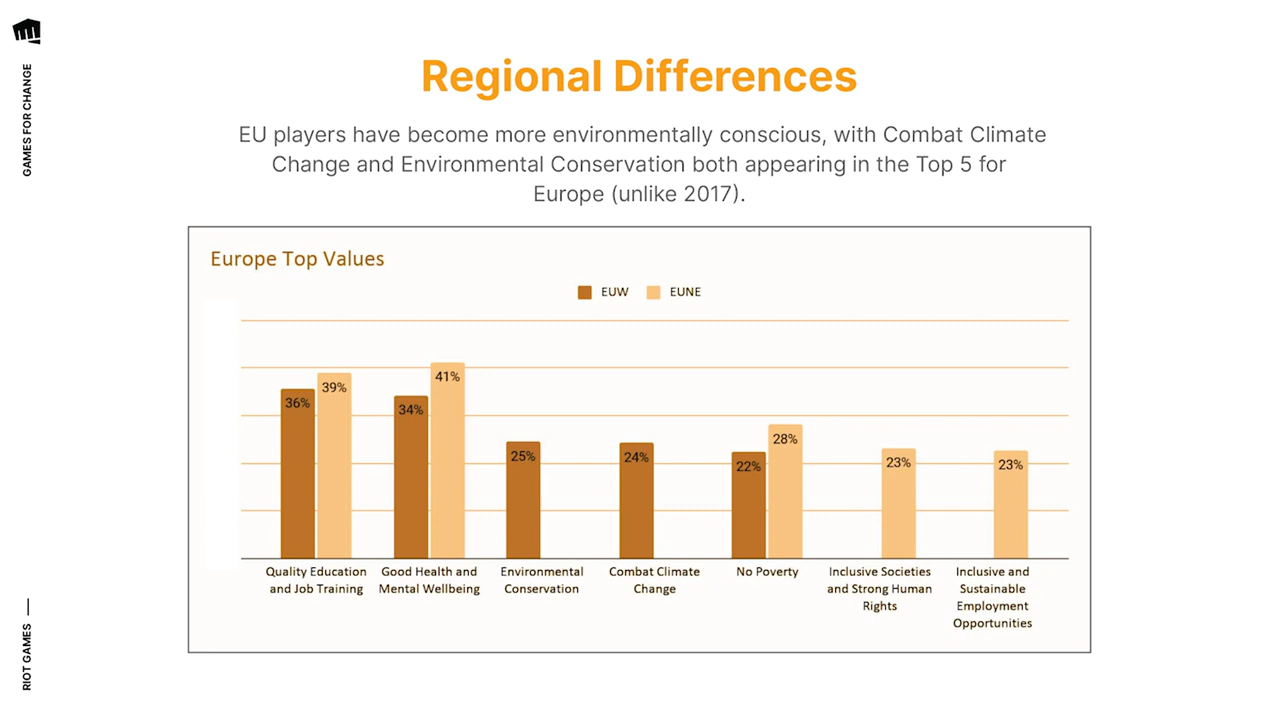 GAMES FOR CHANGE
RIOT GAMES
Regional Differences
EU players have become more environmentally conscious, with Combat Climate
Change and Environmental Conservation both appearing in the Top 5 for
Europe (unlike 2017).
Europe Top Values
EUW EUNE
36% 39% 34% 41% 25% 24% 22% 28% 23% 23%
Quality Education
and Job Training
Good Health and
Mental Wellbeing
Environmental
Conservation
Combat Climate
Change
No Poverty
Inclusive Societies
and Strong Human
Rights
Inclusive and
Sustainable
Employment
Opportunities